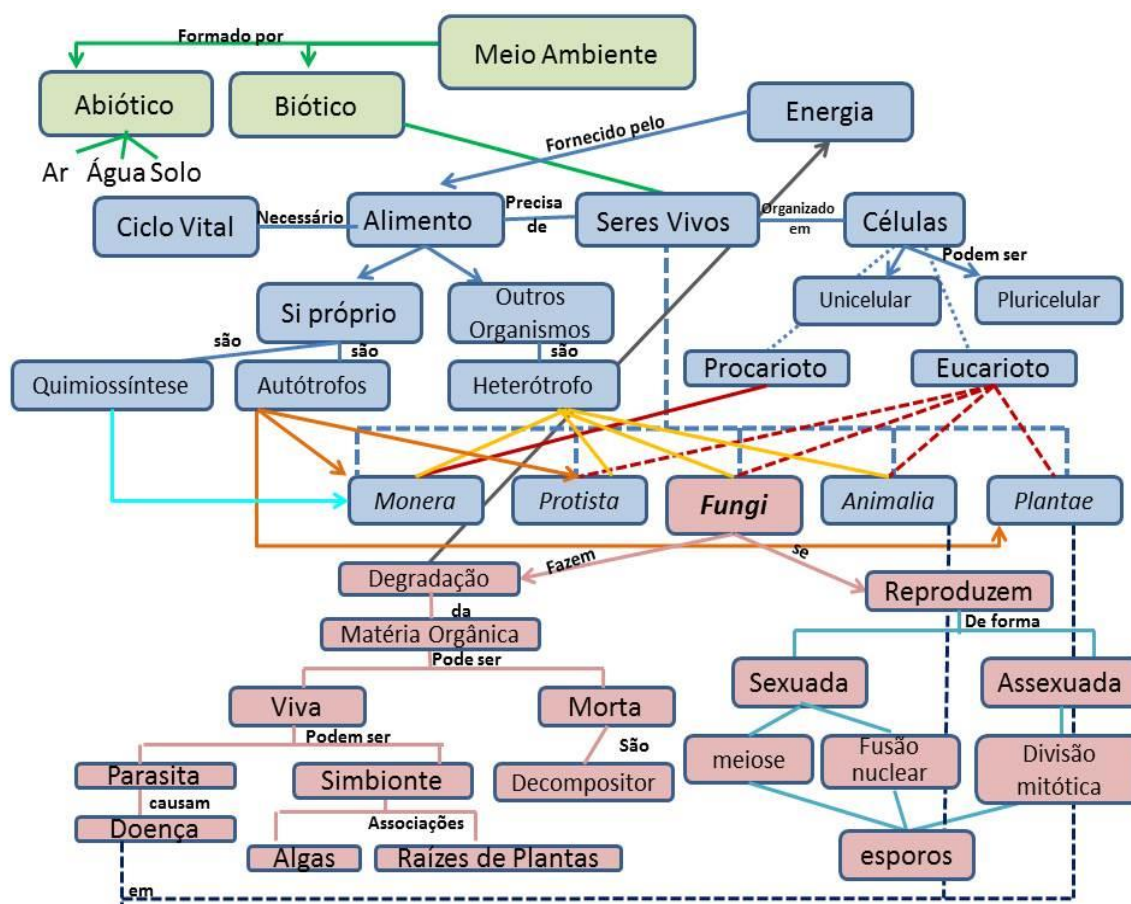 Formado por
Meio Ambiente
Abiótico
Biótico
Energia
Fornecido pelo
Ar
Água
Solo
Ciclo Vital
Necessário
Alimento
Precisa
de
Seres Vivos
Organizado
em
Células
Podem ser
Unicelular
Pluricelular
Si próprio
Outros
Organismos
são
são
são
Quimiossíntese
Autótrofos
Heterótrofo
Procarioto
Eucarioto
Monera
Protista
Fungi
Animalia
Plantae
Fazem
se
Degradação
Reproduzem
da
De forma
Matéria Orgânica
Pode ser
Sexuada
Assexuada
Viva
Morta
Podem ser
São
meiose
Fusão
nuclear
Divisão
mitótica
Parasita
Simbionte
Decompositor
causam
Doença
Associações
Algas
Raízes de Plantas
esporos
em